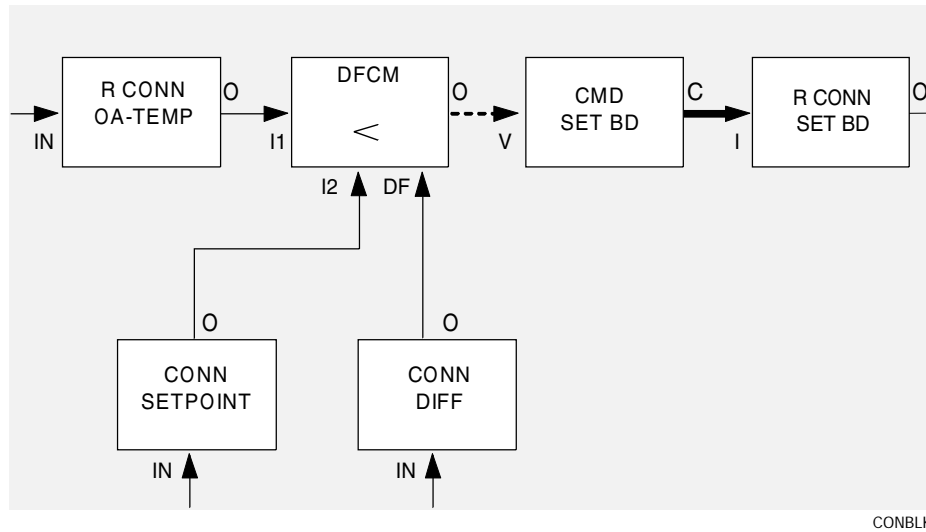 R CONN
OA-TEMP
IN
O
I1
DFCM
<
I2
DF
O
V
CMD
SET BD
C
I
R CONN
SET BD
O
O
CONN
SETPOINT
IN
O
CONN
DIFF
IN